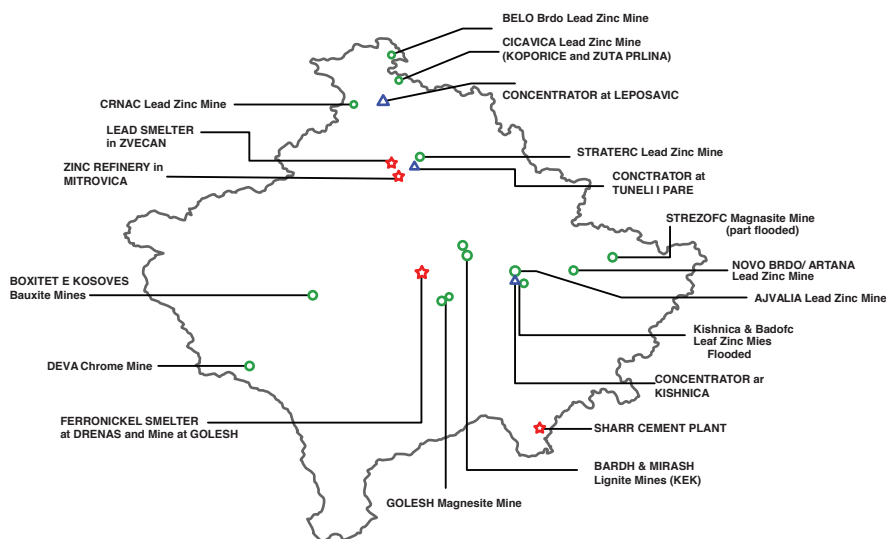 BELO Brdo Lead Zinc Mine
CICAVICA Lead Zinc Mine
(KOPORICE and ZUTA PRLINA)
CONCENTRATOR at LEPOSAVIC
CRNAC Lead Zinc Mine
LEAD SMELTER
in ZVECAN
ZINC REFINERY in
MITROVICA
STRATERC Lead Zinc Mine
CONCTRATOR at
TUNELI I PARE
STREZOFC Magnasite Mine
(part flooded)
NOVO BRDO/ ARTANA
Lead Zinc Mine
AJVALIA Lead Zinc Mine
BOXITET E KOSOVES
Bauxite Mines
Kishnica & Badofc
Leaf Zinc Mies
Flooded
DEVA Chrome Mine
CONCENTRATOR ar
KISHNICA
FERRONICKEL SMELTER
at DRENAS and Mine at GOLESH
SHARR CEMENT PLANT
BARDH & MIRASH
Lignite Mines (KEK)
GOLESH Magnesite Mine